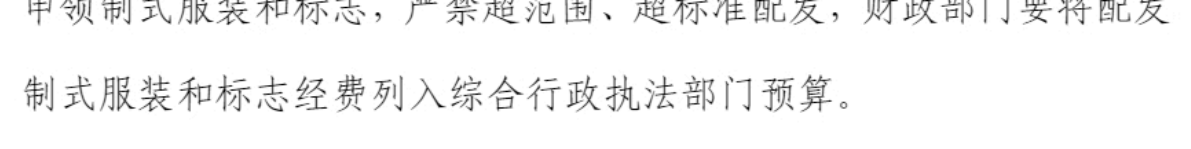 申领制式服装和标志，严禁超范围、超标准配发，财政部门要将配发
制式服装和标志经费列入综合行政执法部门预算。